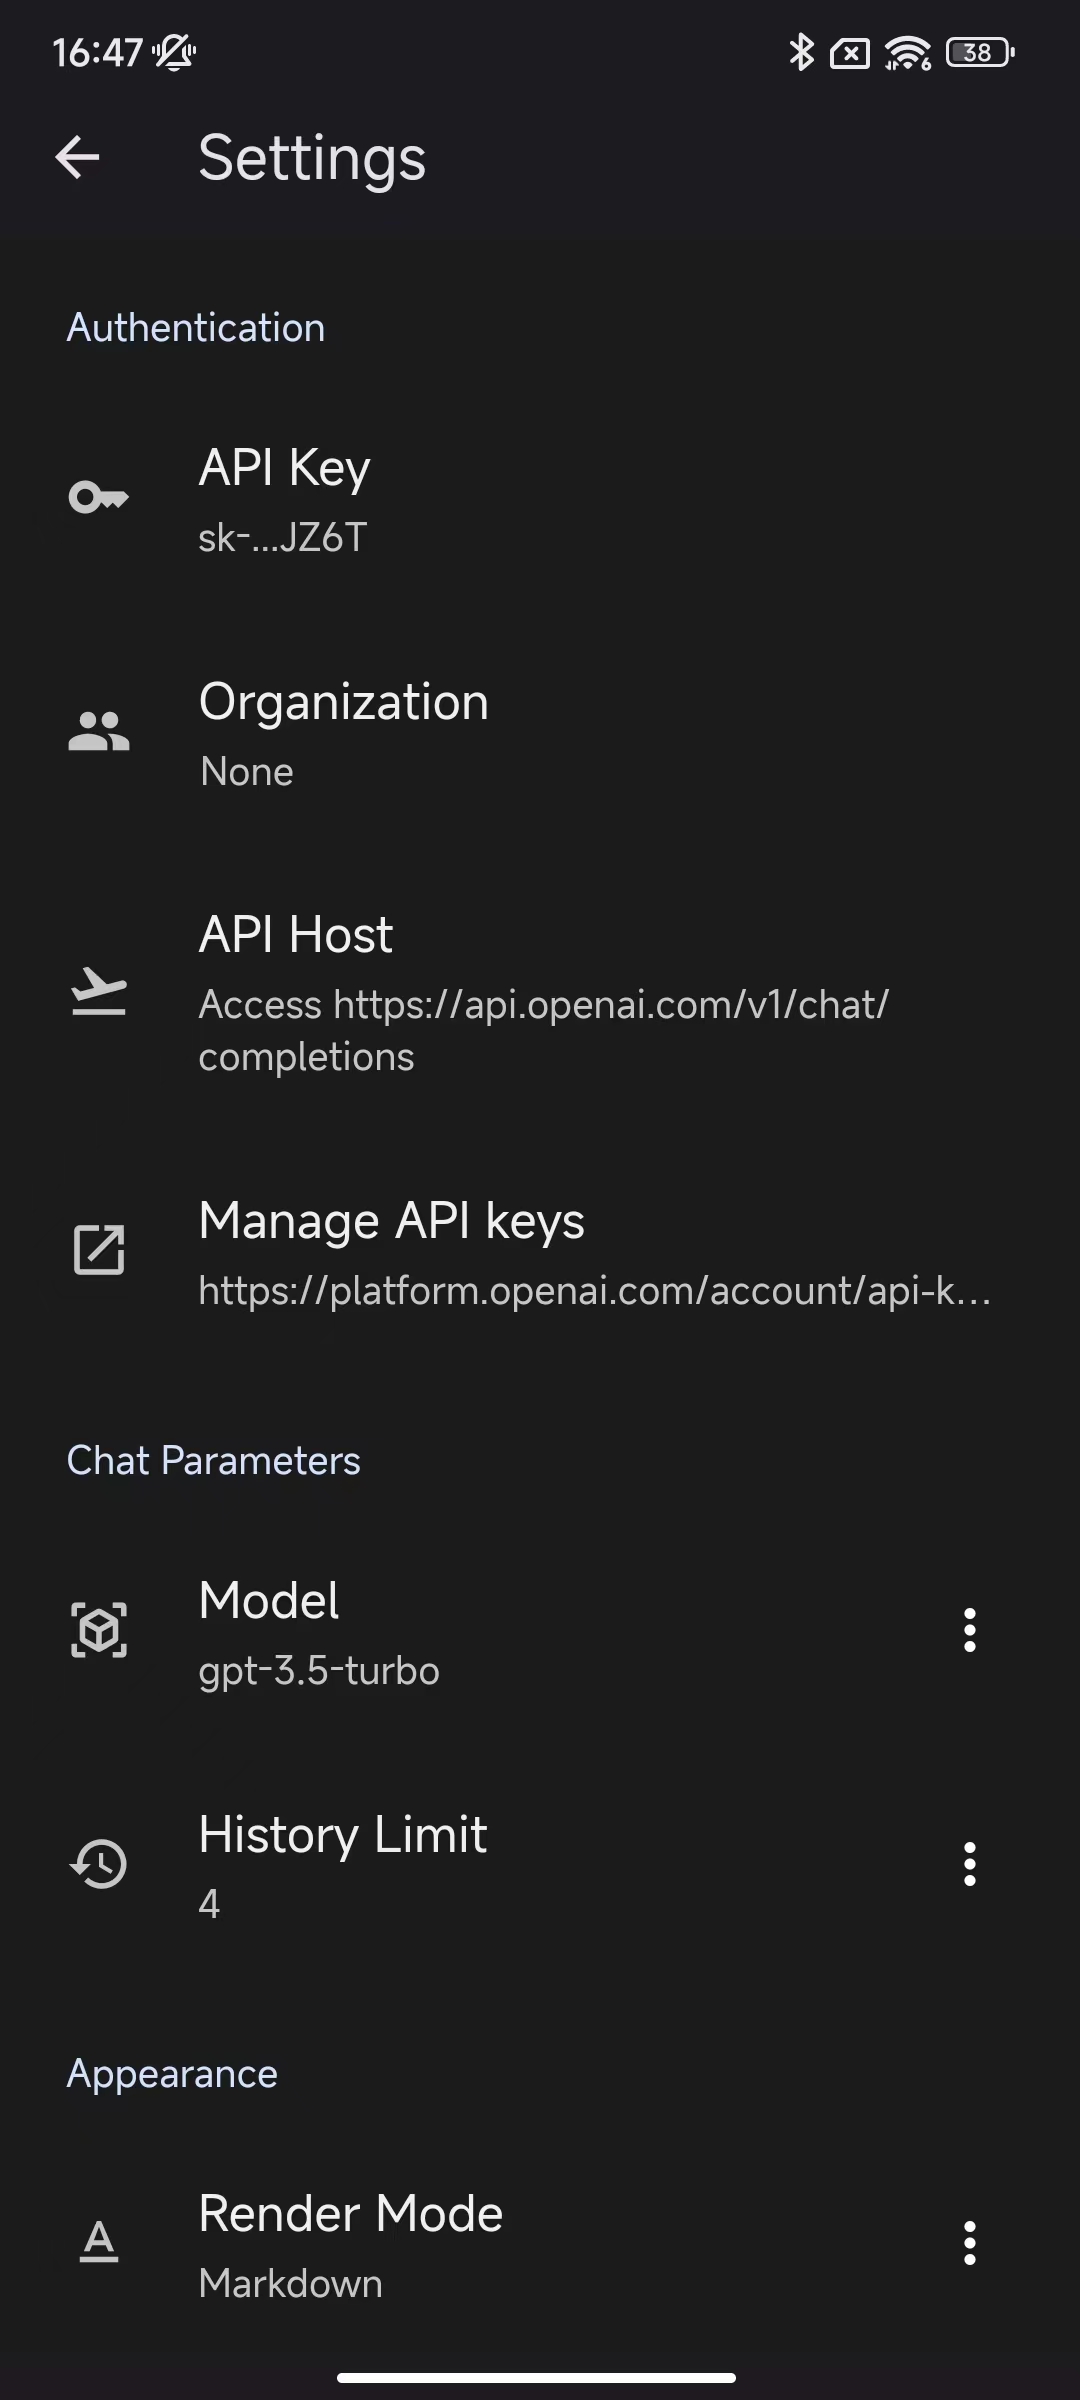 16:47
6
38
Settings
Authentication
API Key
sk-...JZ6T
Organization
None
API Host
Access https://api.openai.com/v1/chat/
completions
Manage API keys
https://platform.openai.com/account/api-k...
Chat Parameters
Model
gpt-3.5-turbo
History Limit
4
Appearance
Render Mode
Markdown